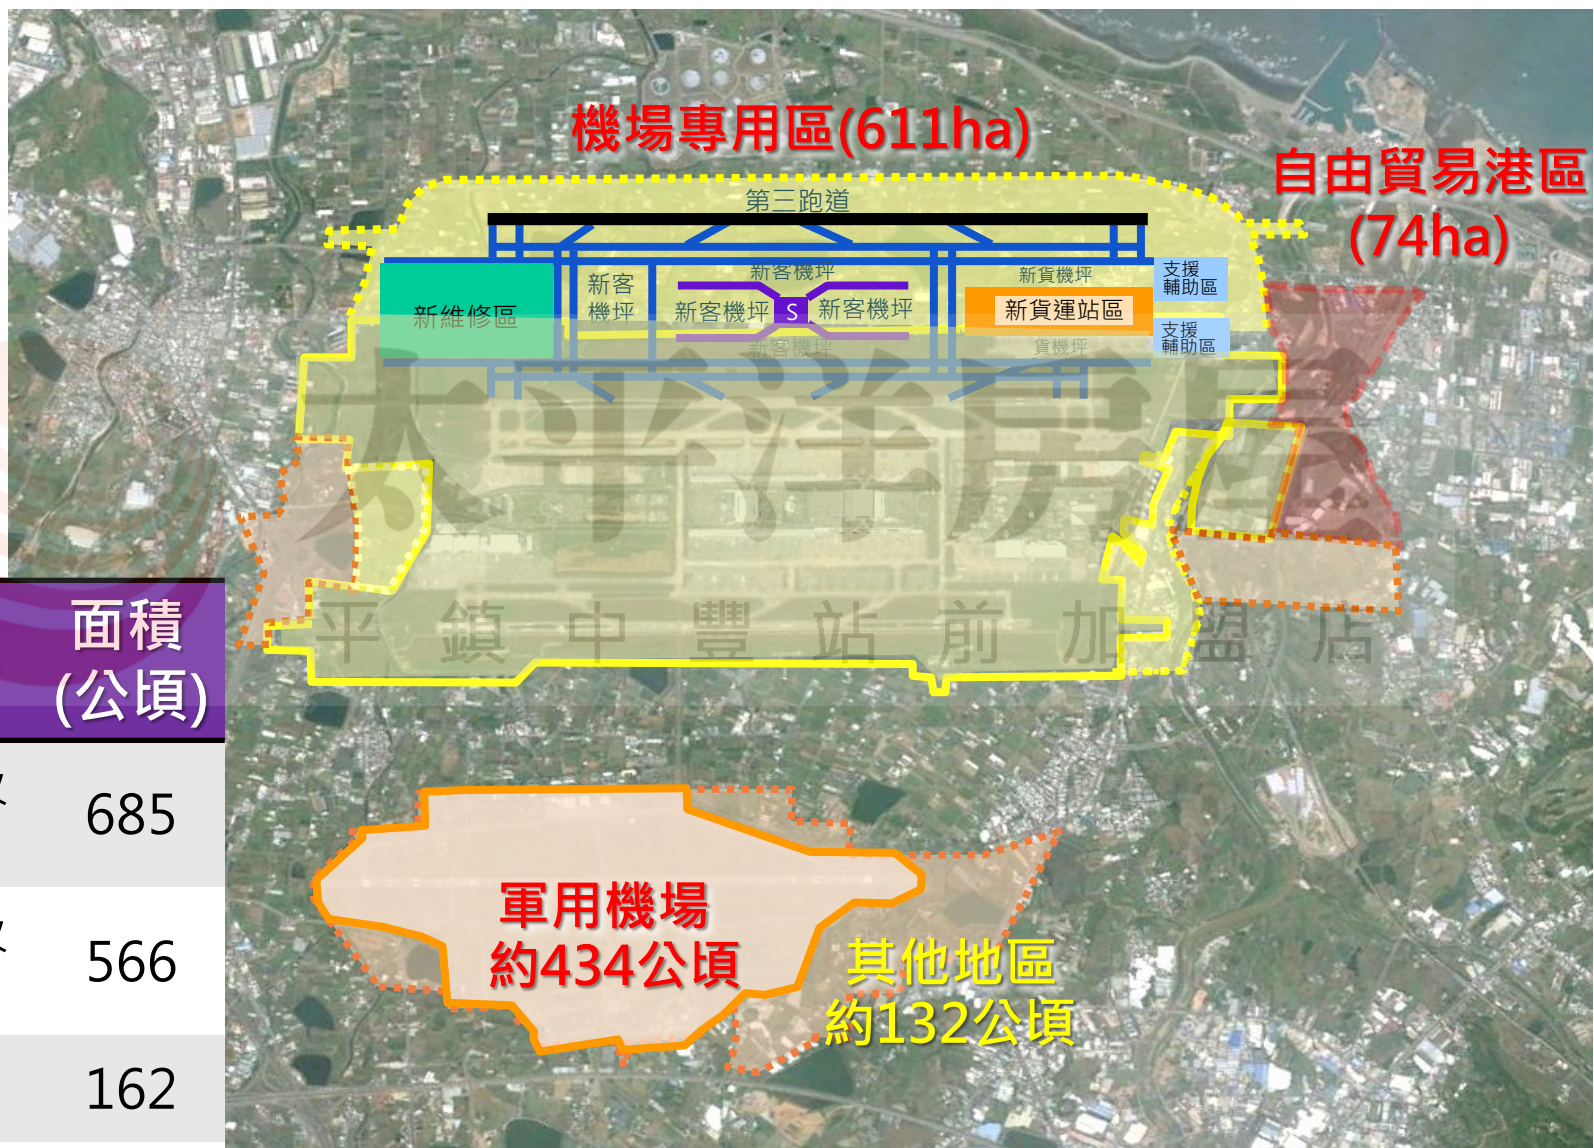 機場專用區(611ha)
自由貿易港區
(74ha)
第三跑道
新客機坪
新貨機坪
支援
輔助區
新客
機坪
新維修區
新客機坪
S
新客機坪
新貨運站區
支援
輔助區
新客機坪
貨機坪
太平洋房屋
平鎮中豐站前加盟店
面積
(公頃)
685
566
162
軍用機場
約434公頃
其他地區
約132公頃